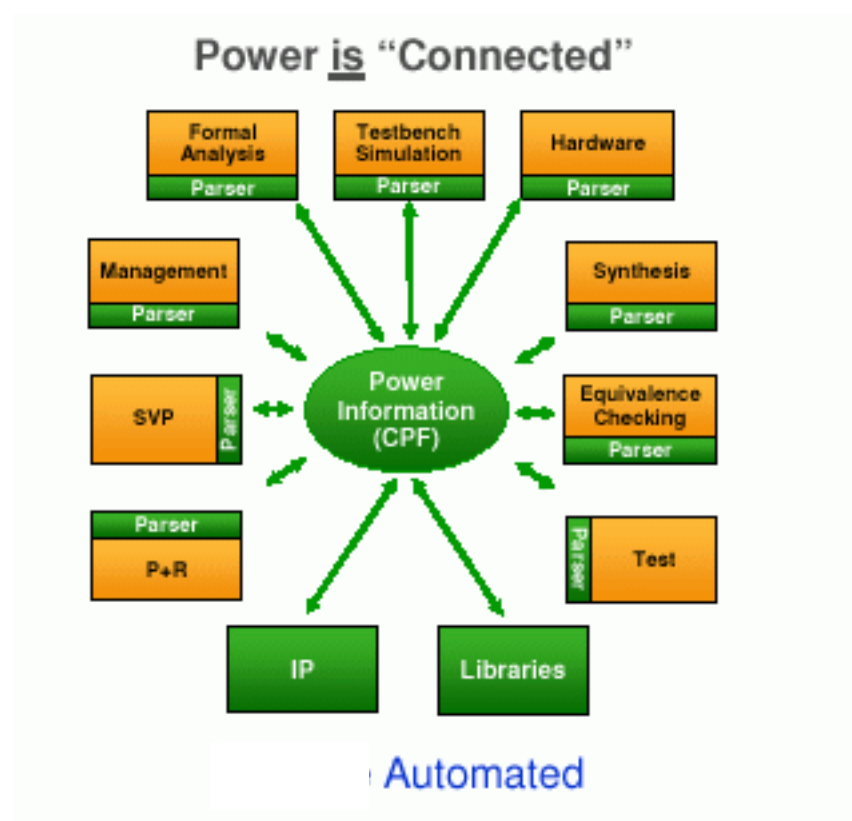 Power is “Connected”
Formal
Analysis
Parser
Testbench
Simulation
Parser
Hardware
Parser
Management
Parser
Synthesis
Parser
SVP
Parser
Power
Information
(CPF)
Equivalence
Checking
Parser
Parser
P+R
Parser
Test
IP
Libraries
Automated